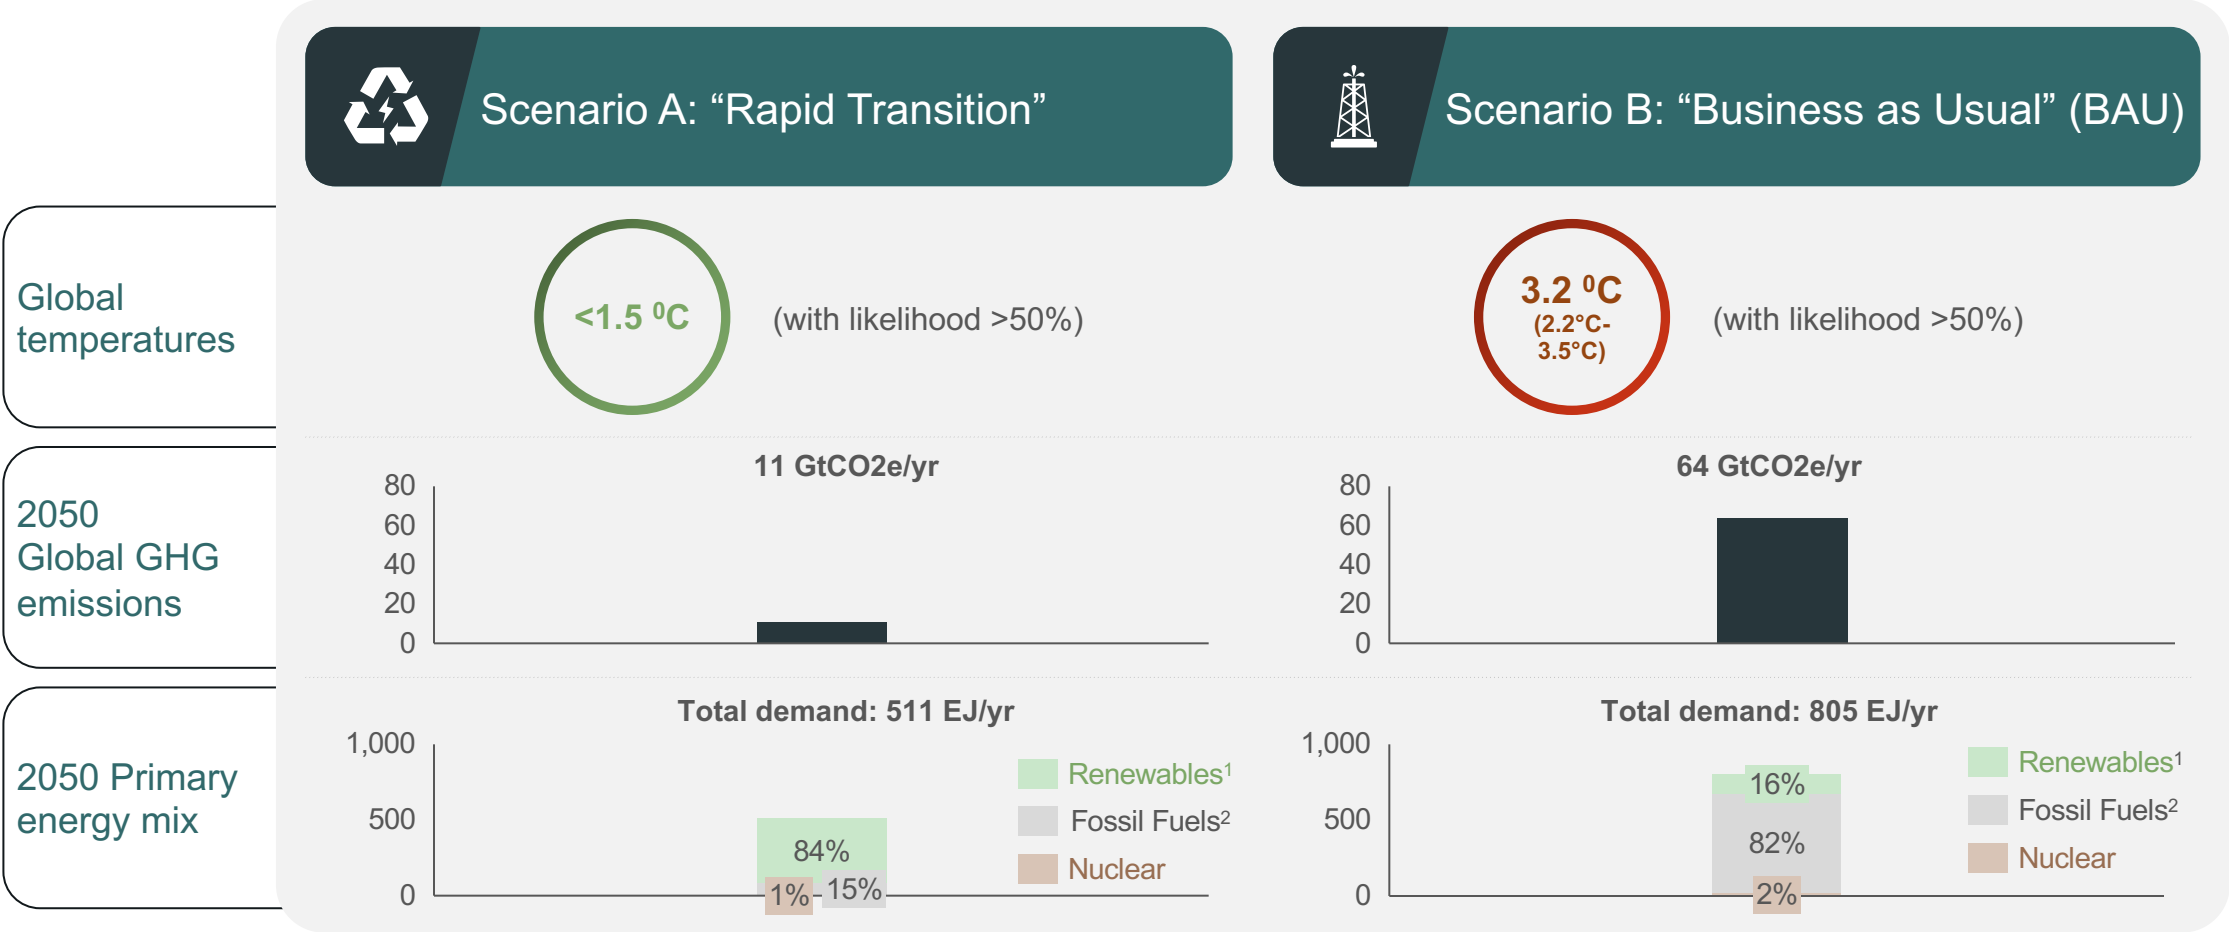 Scenario A: “Rapid Transition”
Scenario B: “Business as Usual” (BAU)
Global
temperatures
<1.5 ⁰C
(with likelihood >50%)
3.2 ⁰C
(2.2°C-
3.5°C)
(with likelihood >50%)
2050
Global GHG
emissions
11 GtCO2e/yr
80
60
40
20
0
64 GtCO2e/yr
80
60
40
20
0
2050 Primary
energy mix
Total demand: 511 EJ/yr
1,000
500
0
84%
1%
15%
Renewables¹
Fossil Fuels²
Nuclear
Total demand: 805 EJ/yr
1,000
500
0
16%
82%
2%
Renewables¹
Fossil Fuels²
Nuclear